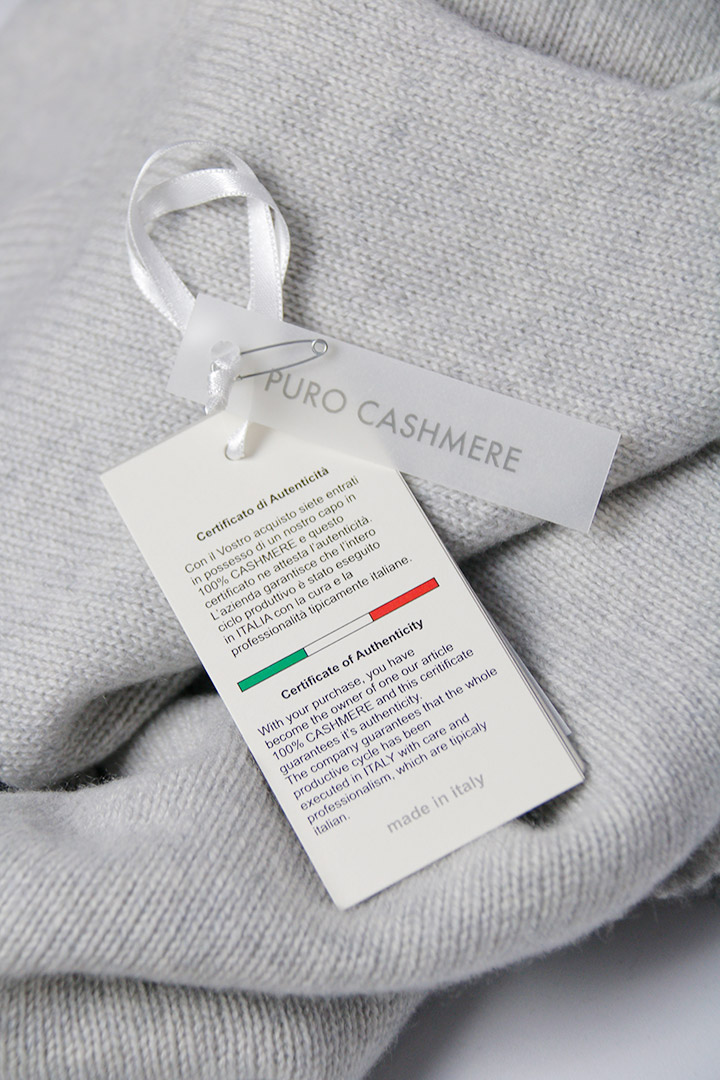 PURO CASHMERE
Certificato di Autenticità
Con il Vostro acquisto siete entrati
in possesso di un nostro capo in
100% CASHMERE e questo
certificato ne attesta l'autenticità.
L'azienda garantisce che l'intero
ciclo produttivo è stato eseguito
in ITALIA con la cura e la
professionalità tipicamente italiane.
Certificate of Authenticity
With your purchase, you have
become the owner of one our article
100% CASHMERE and this certificate
guarantees it's authenticity.
The company guarantees that the whole
productive cycle has been
executed in ITALY with care and
professionalism, which are tipicaly
italian.
made in italy